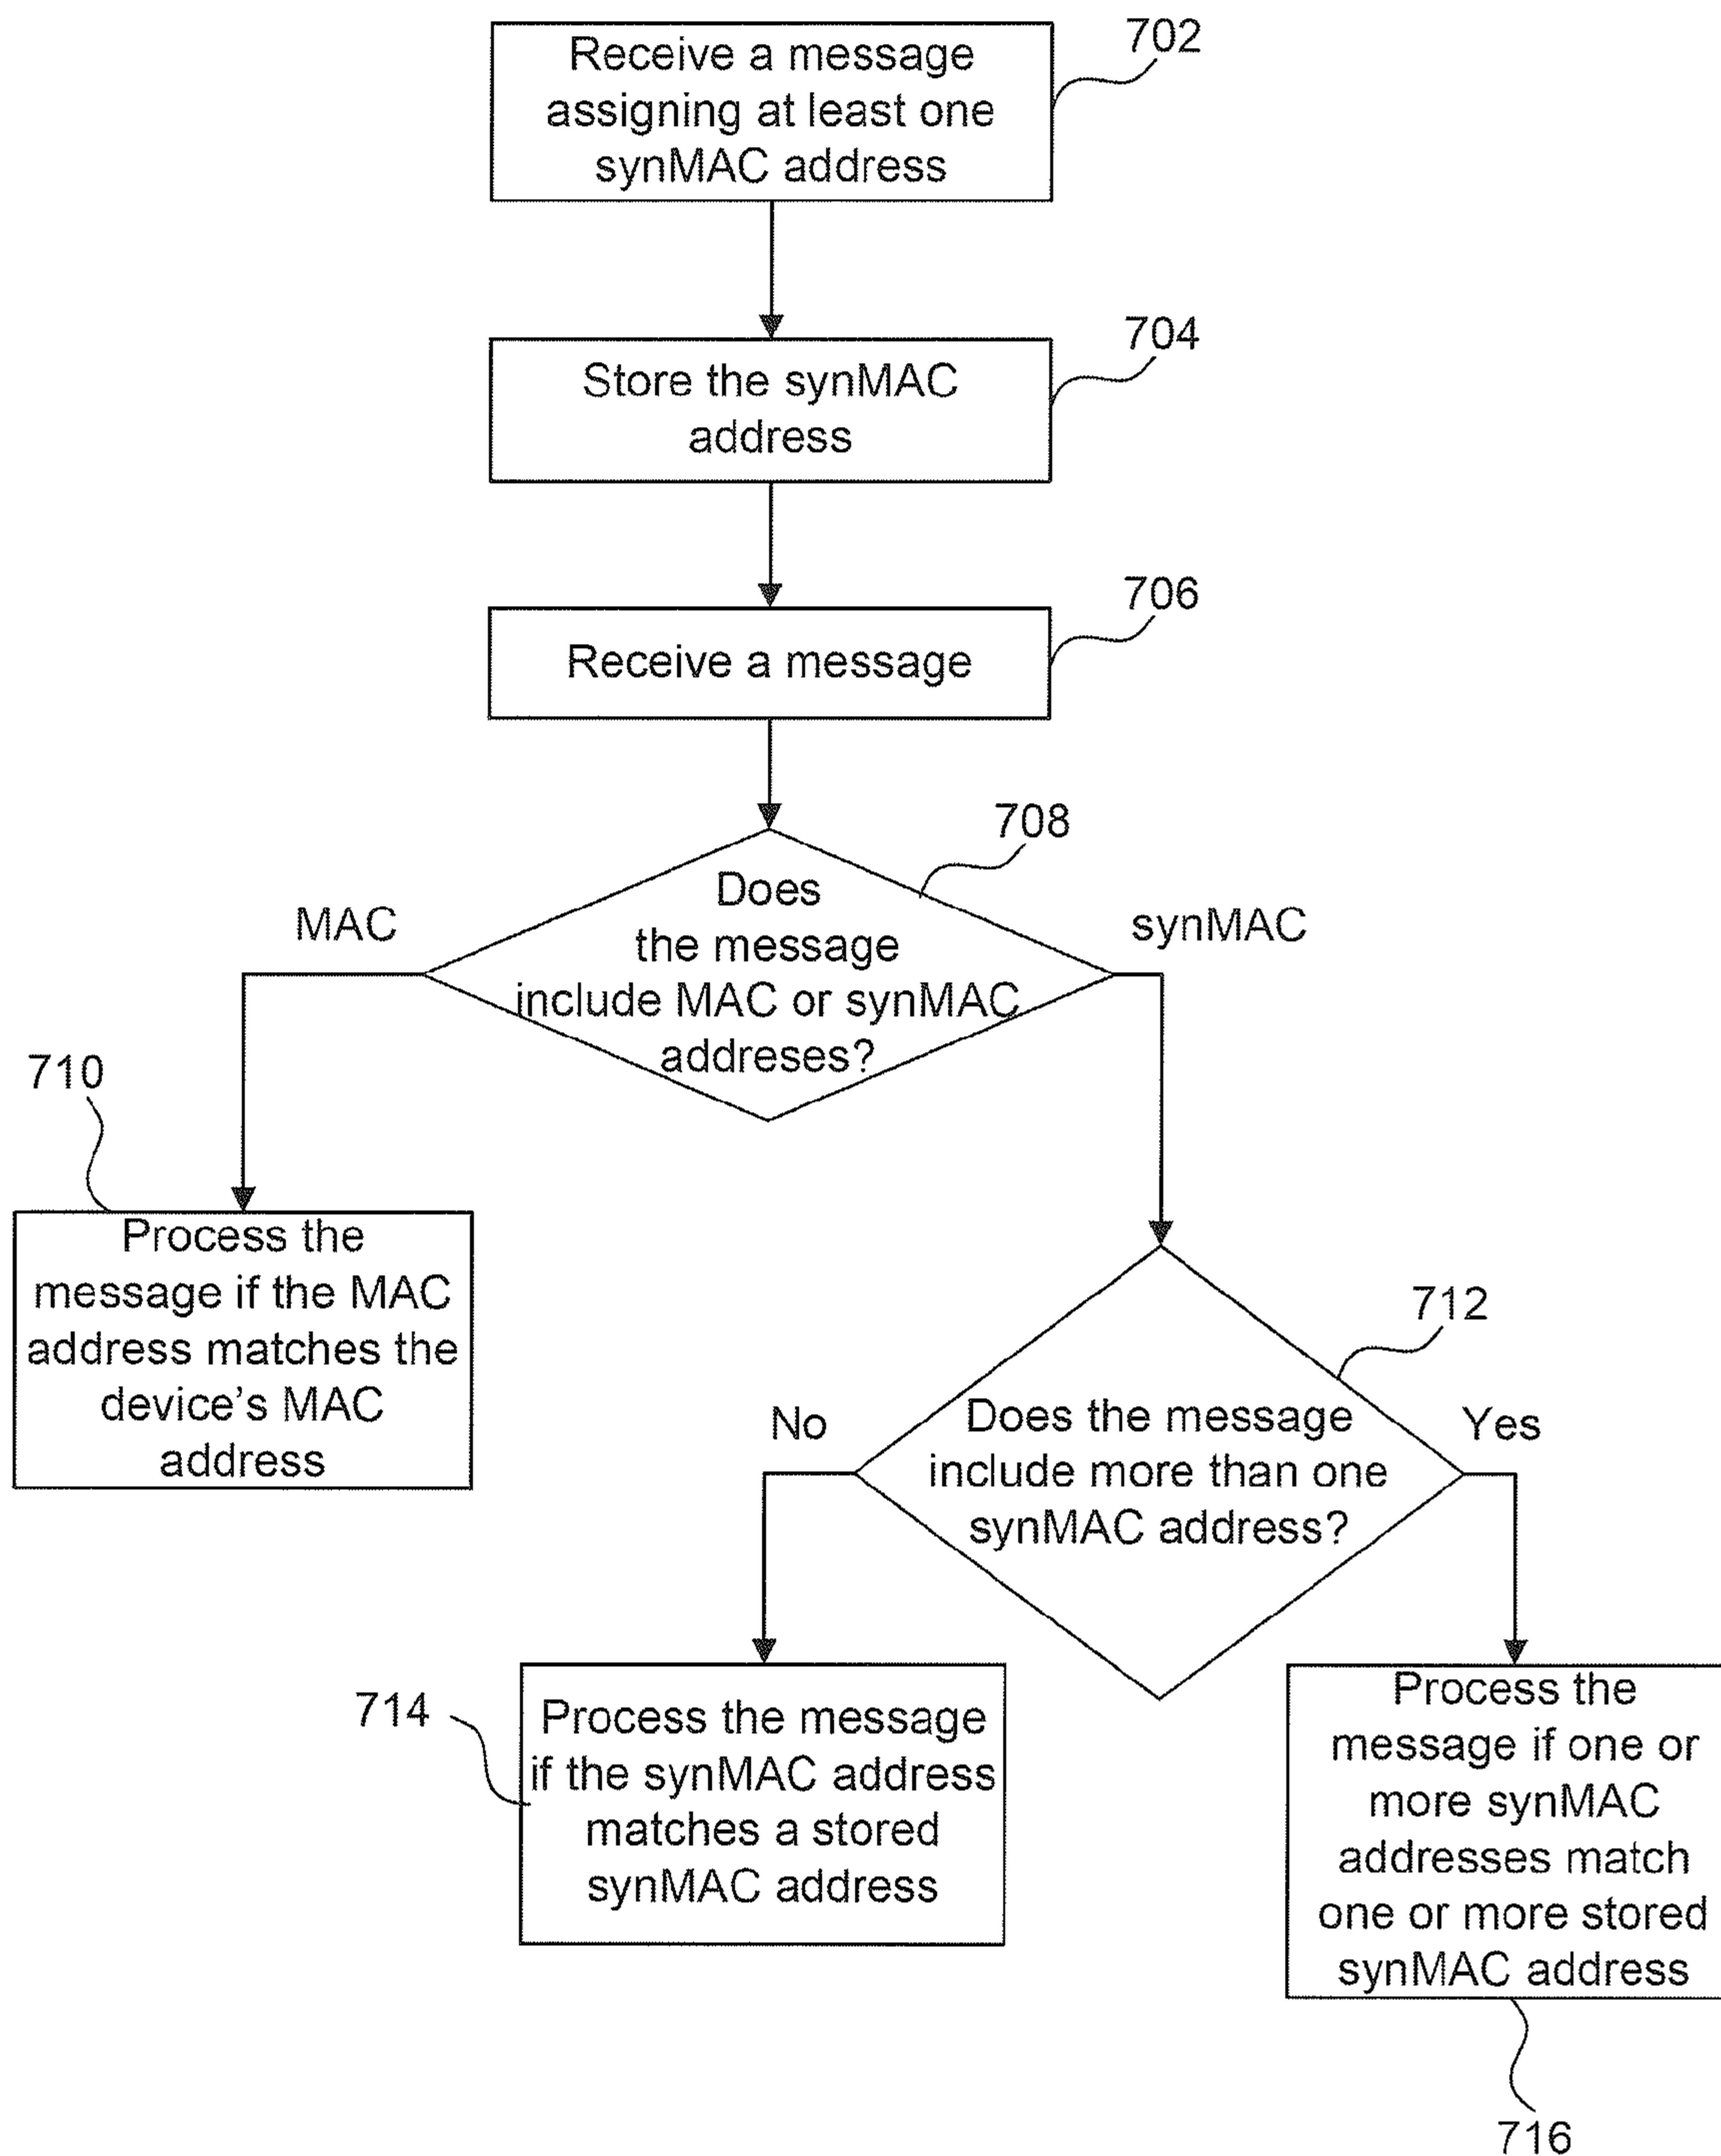 Receive a message
assigning at least one
synMAC address
702
Store the synMAC
address
704
Receive a message
706
Does
the message
include MAC or synMAC
addreses?
708
MAC
synMAC
710
Process the
message if the MAC
address matches the
device's MAC
address
712
Does the message
include more than one
synMAC address?
No
Yes
714
Process the message
if the synMAC address
matches a stored
synMAC address
Process the
message if one or
more synMAC
addresses match
one or more stored
synMAC address
716